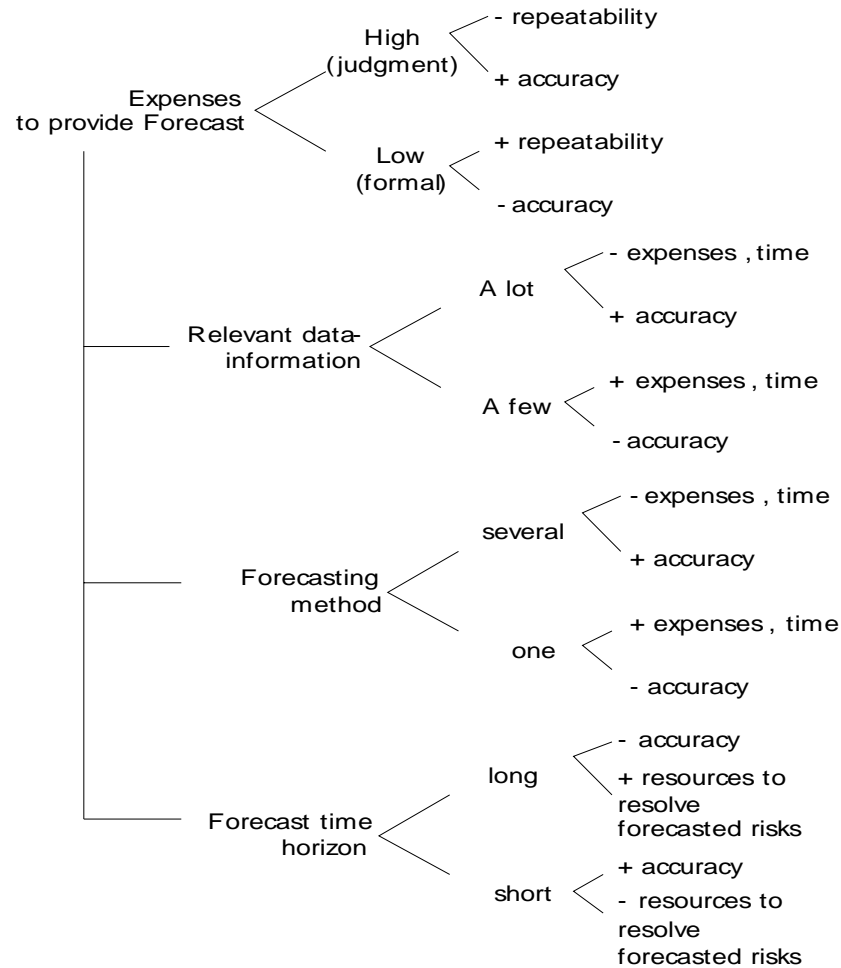 - repeatability
High
(judgment)
+ accuracy
Expenses
to provide Forecast
+ repeatability
Low
(formal)
- accuracy
- expenses , time
A lot
+ accuracy
Relevant data-
information
+ expenses, time
A few
- accuracy
- expenses , time
several
+ accuracy
Forecasting
method
+ expenses , time
one
- accuracy
- accuracy
long
+ resources to
resolve
forecasted risks
Forecast time
horizon
+ accuracy
short
- resources to
resolve
forecasted risks